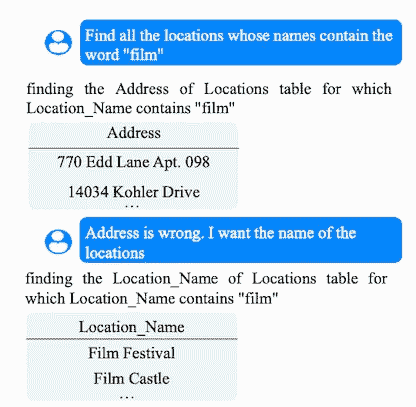 Find all the locations whose names contain the
word "film"
finding the Address of Locations table for which
Location_Name contains "film"
Address
770 Edd Lane Apt. 098
14034 Kohler Drive
...
Address is wrong. I want the name of the
locations
finding the Location_Name of Locations table for
which Location_Name contains "film"
Location_Name
Film Festival
Film Castle
...